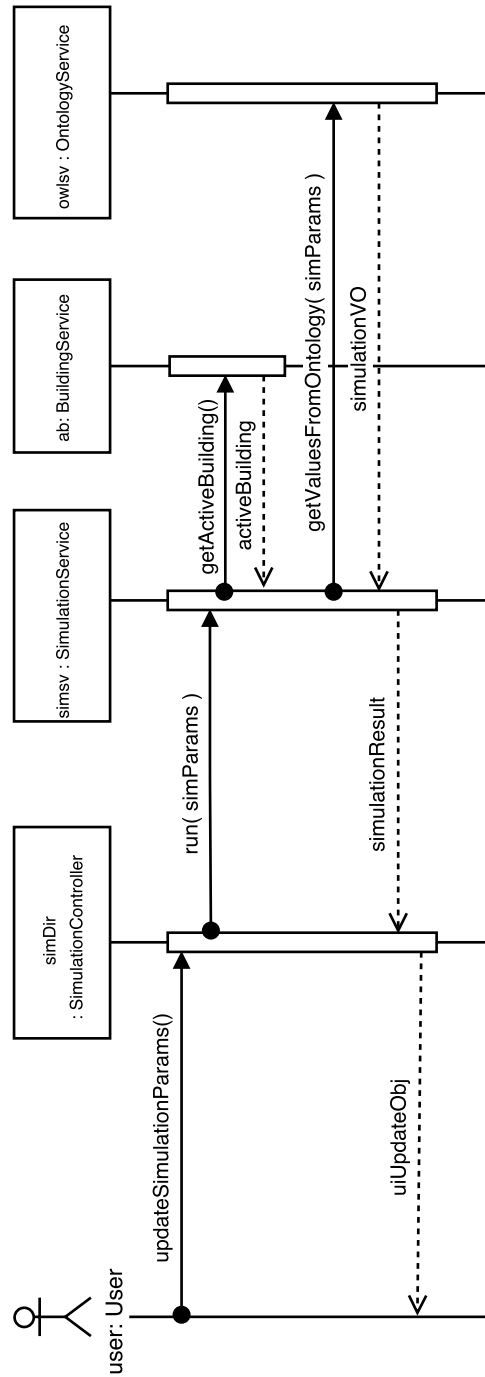 user: User
simDir
: SimulationController
simsv : SimulationService
ab: BuildingService
owlsv : OntologyService
updateSimulationParams()
run( simParams )
getActiveBuilding()
activeBuilding
getValuesFromOntology( simParams )
simulationVO
simulationResult
uiUpdateObj